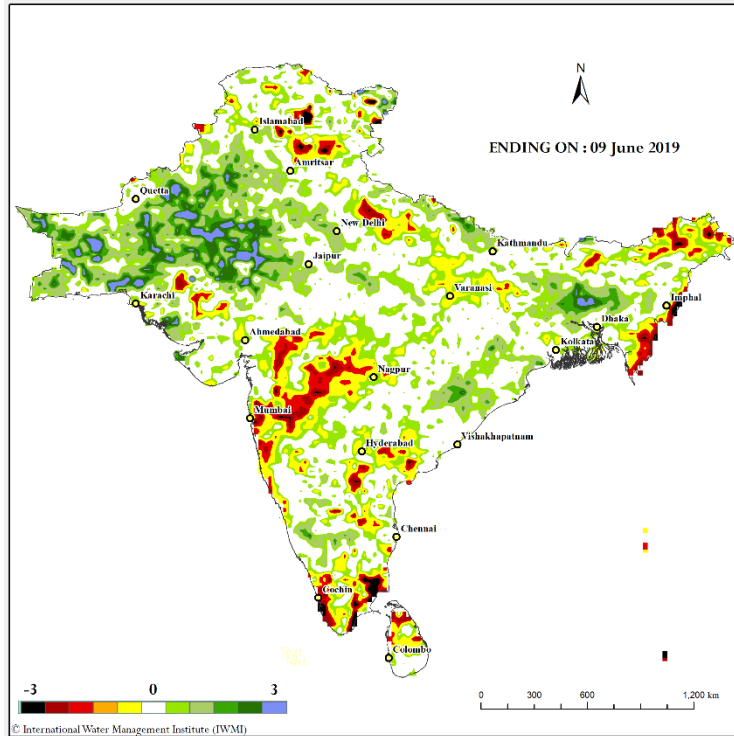 N
ENDING ON : 09 June 2019
Islamabad
Amritsar
Quetta
New Delhi
Kathmandu
Jaipur
Varanasi
Karachi
Imphal
Dhaka
Ahmedabad
Kolkata
Nagpur
Mumbai
Vishakhapatnam
Hyderabad
Chennai
Gochin
Colombo
-3 0 3
0 300 600 1,200 km
© International Water Management Institute (IWMI)